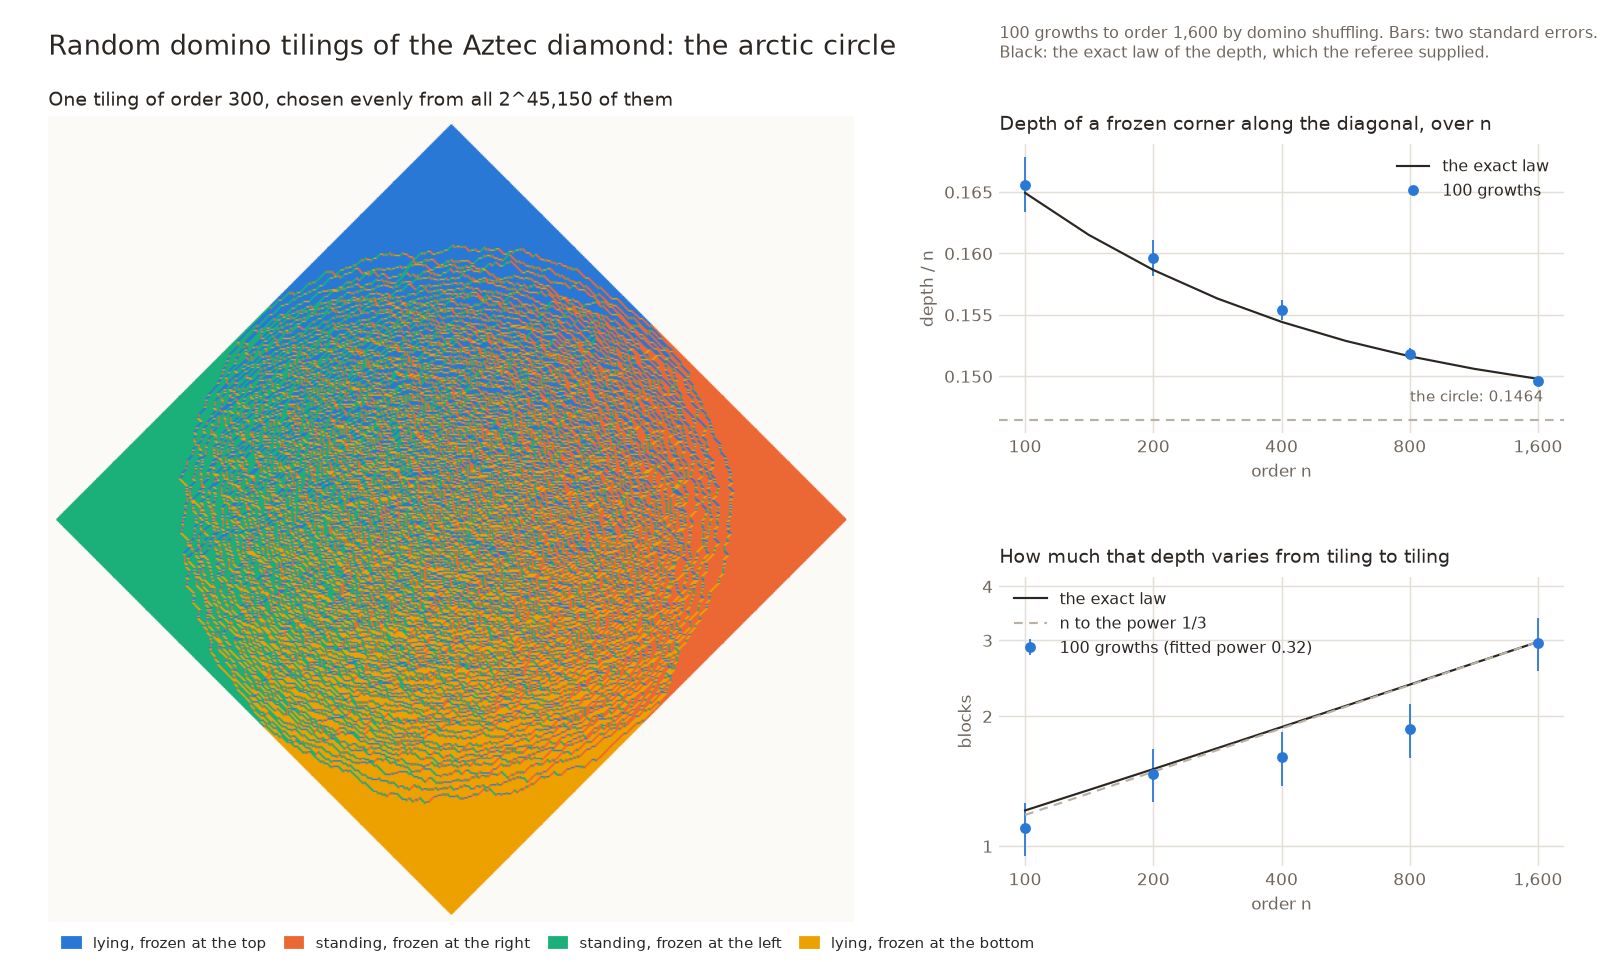 Random domino tilings of the Aztec diamond: the arctic circle
100 growths to order 1,600 by domino shuffling. Bars: two standard errors.
Black: the exact law of the depth, which the referee supplied.
One tiling of order 300, chosen evenly from all 2^45,150 of them
lying, frozen at the top
standing, frozen at the right
standing, frozen at the left
lying, frozen at the bottom
Depth of a frozen corner along the diagonal, over n
the exact law
100 growths
depth / n
0.165
0.160
0.155
0.150
the circle: 0.1464
100
200
400
800
1,600
order n
How much that depth varies from tiling to tiling
the exact law
n to the power 1/3
100 growths (fitted power 0.32)
blocks
4
3
2
1
100
200
400
800
1,600
order n